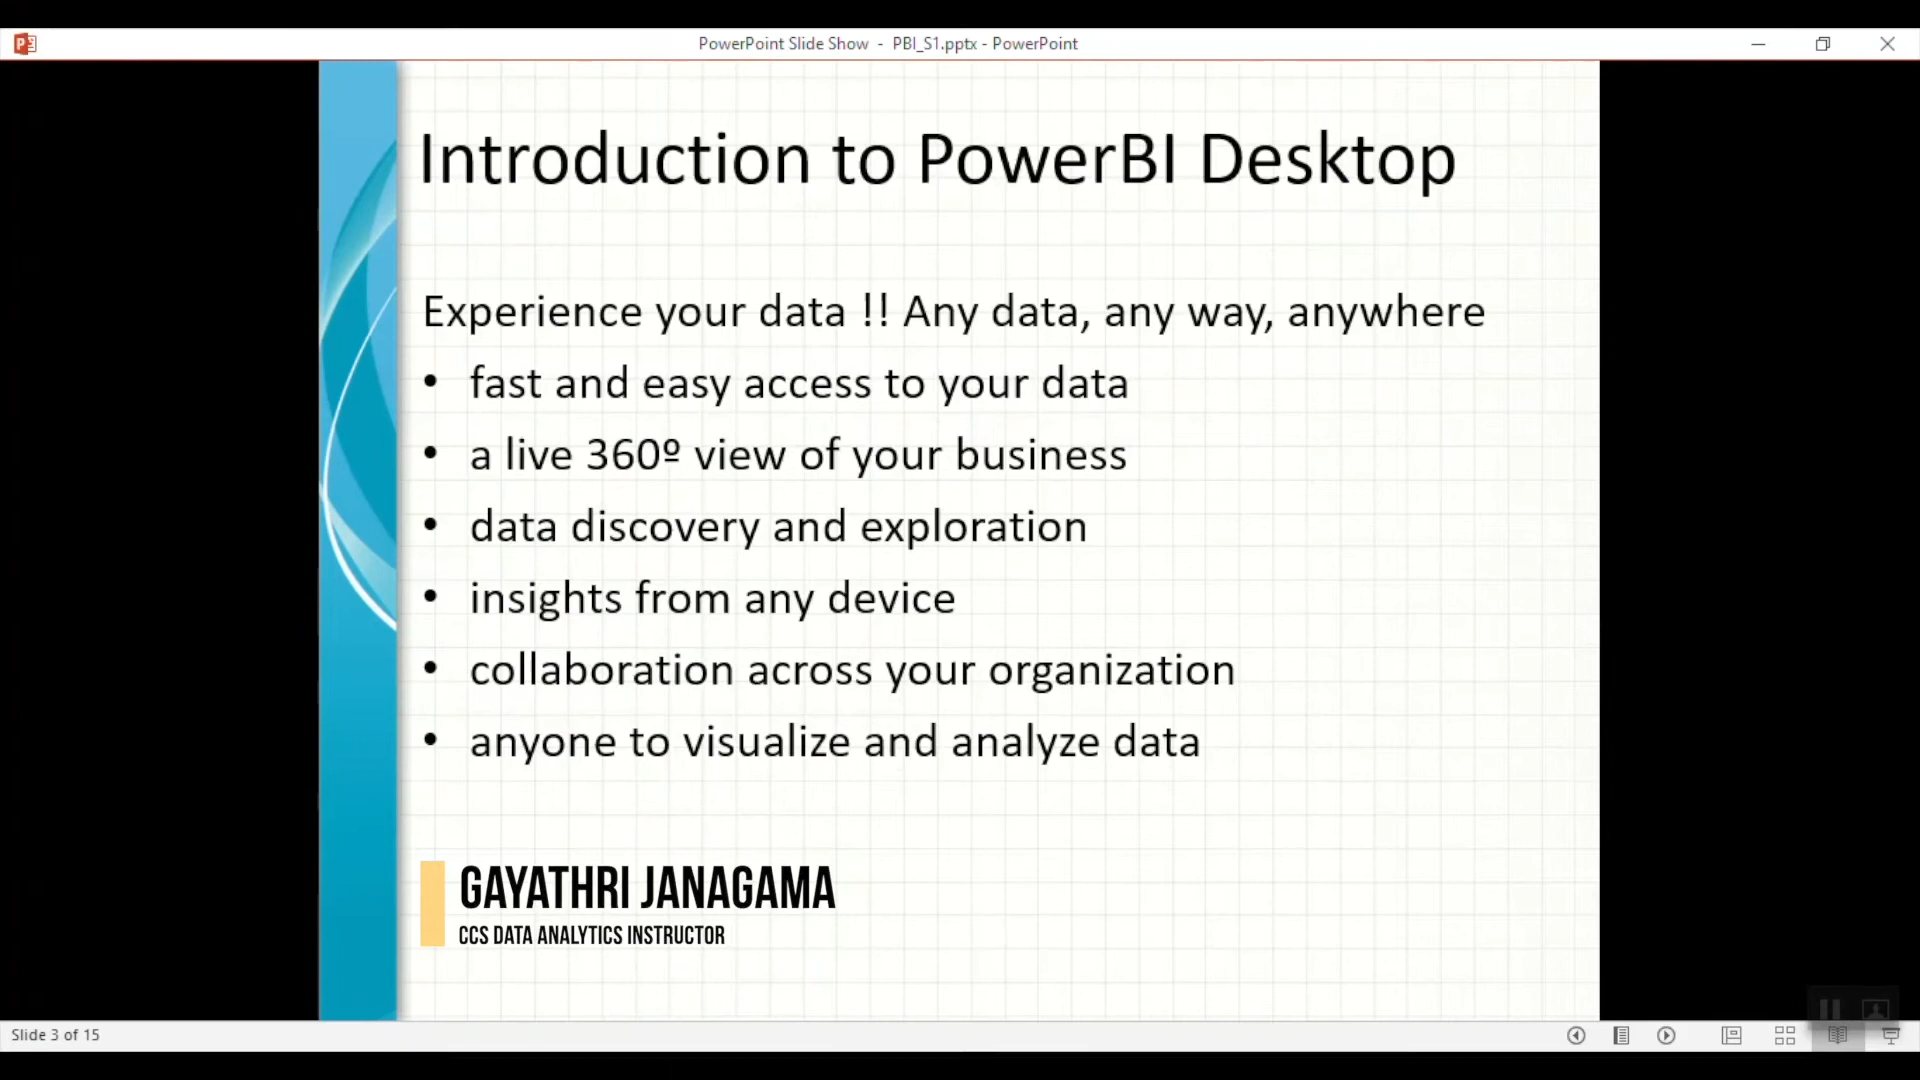 PowerPoint Slide Show - PBI_S1.pptx - PowerPoint
Introduction to PowerBI Desktop
Experience your data !! Any data, any way, anywhere
• fast and easy access to your data
• a live 360º view of your business
• data discovery and exploration
• insights from any device
• collaboration across your organization
• anyone to visualize and analyze data
GAYATHRI JANAGAMA
CCS DATA ANALYTICS INSTRUCTOR
Slide 3 of 15